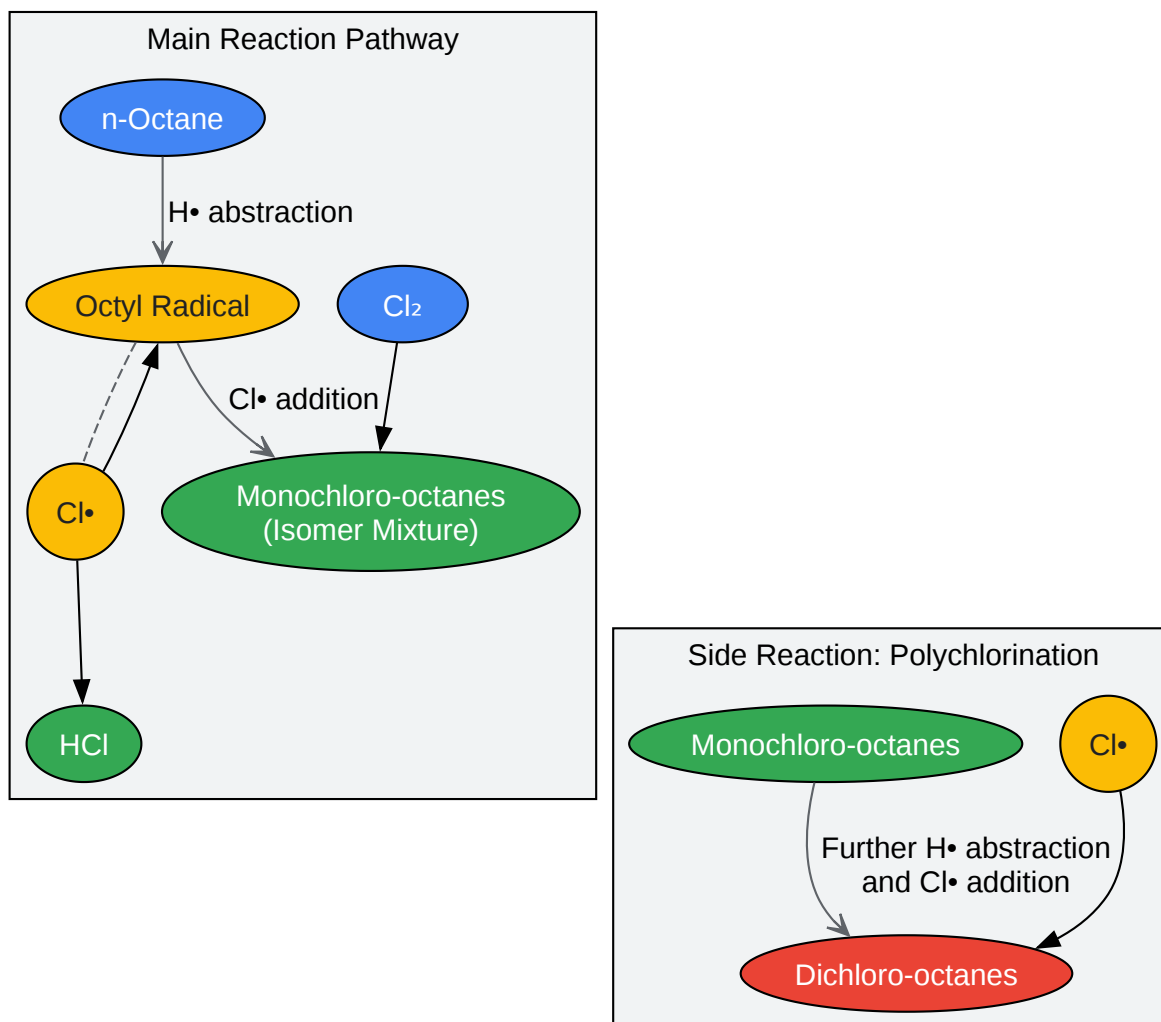 Main Reaction Pathway
n-Octane
H• abstraction
Octyl Radical
Cl₂
Cl• addition
Cl•
Monochloro-octanes
(Isomer Mixture)
HCl
Side Reaction: Polychlorination
Monochloro-octanes
Cl•
Further H• abstraction
and Cl• addition
Dichloro-octanes